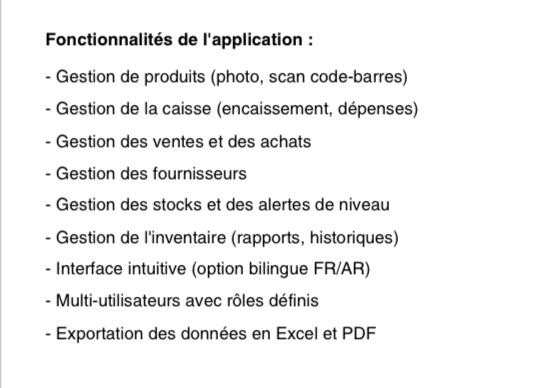 Fonctionnalités de l'application :
- Gestion de produits (photo, scan code-barres)
- Gestion de la caisse (encaissement, dépenses)
- Gestion des ventes et des achats
- Gestion des fournisseurs
- Gestion des stocks et des alertes de niveau
- Gestion de l'inventaire (rapports, historiques)
- Interface intuitive (option bilingue FR/AR)
- Multi-utilisateurs avec rôles définis
- Exportation des données en Excel et PDF